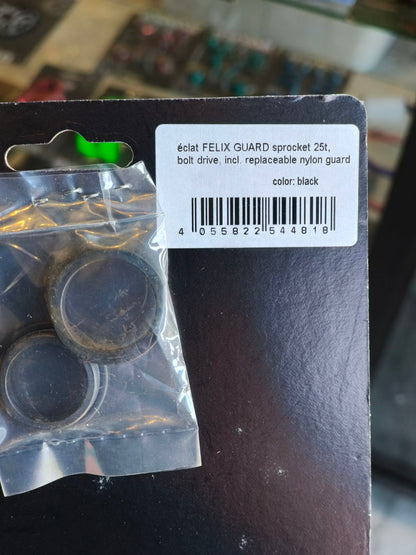 éclat FELIX GUARD sprocket 25t,
bolt drive, incl. replaceable nylon guard
color: black
4 055822 544818